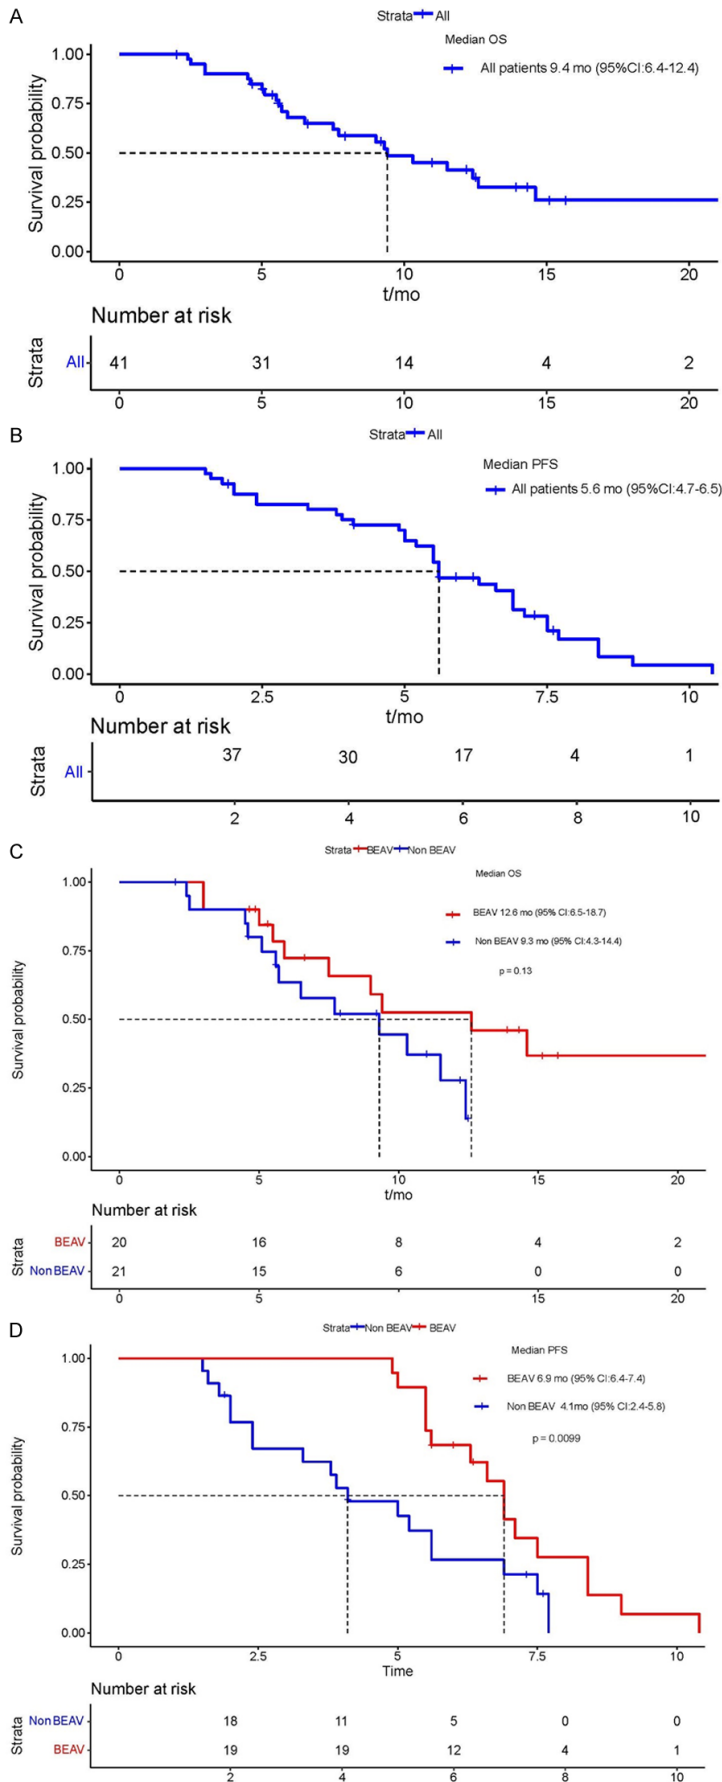 A
Strata All
Median OS
All patients 9.4 mo (95%CI:6.4-12.4)
Survival probability
1.00
0.75
0.50
0.25
0.00
0 5 10 15 20
t/mo
Number at risk
Strata
All 41 31 14 4 2
0 5 10 15 20
B
Strata All
Median PFS
All patients 5.6 mo (95%CI:4.7-6.5)
Survival probability
1.00
0.75
0.50
0.25
0.00
0 2.5 5 7.5 10
t/mo
Number at risk
Strata
All 37 30 17 4 1
2 4 6 8 10
C
Strata BEAV Non BEAV
Median OS
BEAV 12.6 mo (95% CI:6.5-18.7)
Non BEAV 9.3 mo (95% CI:4.3-14.4)
p = 0.13
Survival probability
1.00
0.75
0.50
0.25
0.00
0 5 10 15 20
t/mo
Number at risk
Strata
BEAV 20 16 8 4 2
Non BEAV 21 15 6 0 0
0 5 10 15 20
D
Strata Non BEAV BEAV
Median PFS
BEAV 6.9 mo (95% CI:6.4-7.4)
Non BEAV 4.1mo (95% CI:2.4-5.8)
p = 0.0099
Survival probability
1.00
0.75
0.50
0.25
0.00
0 2.5 5 7.5 10
Time
Number at risk
Strata
Non BEAV 18 11 5 0 0
BEAV 19 19 12 4 1
2 4 6 8 10